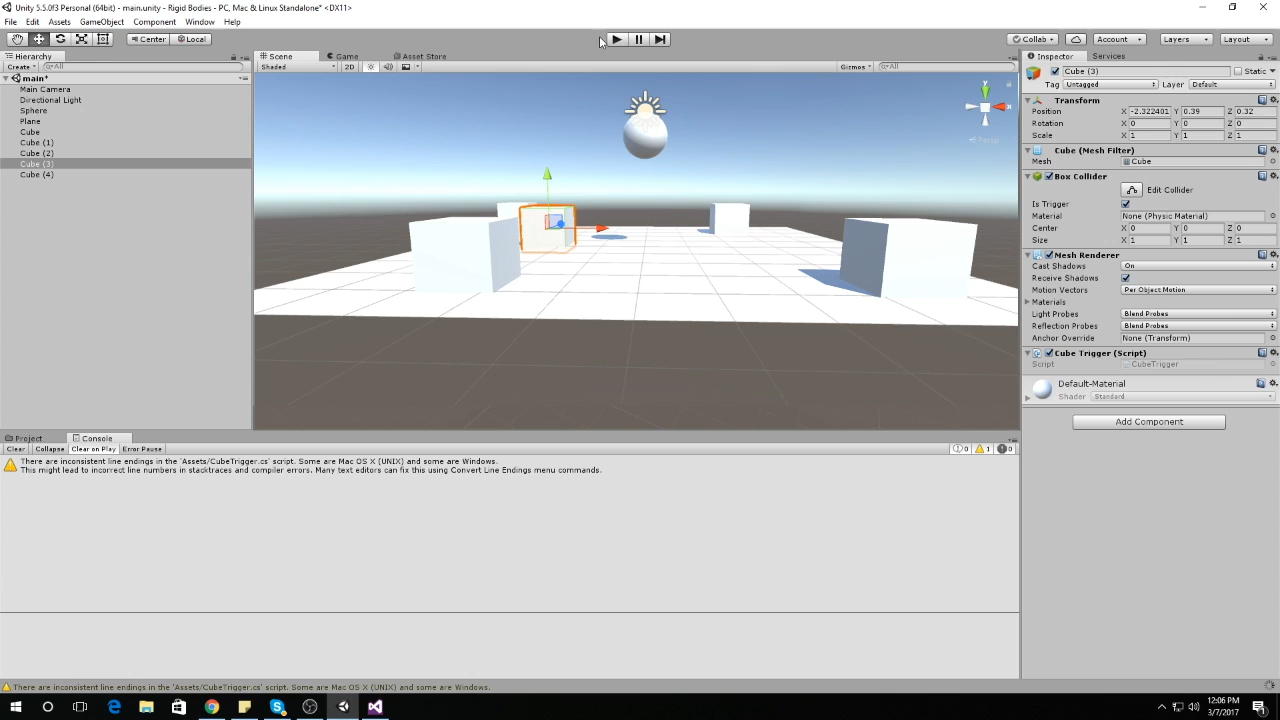 Unity 5.5.0f3 Personal (64bit) - main.unity - Rigid Bodies - PC, Mac & Linux Standalone* <DX11>
File Edit Assets GameObject Component Window Help
Center Local Collab Account Layers Layout
Hierarchy
Create All
main*
Main Camera
Directional Light
Sphere
Plane
Cube
Cube (1)
Cube (2)
Cube (3)
Cube (4)
Scene Game Asset Store
Shaded 2D Gizmos All
y
x
Persp
Inspector Services
Cube (3) Static
Tag Untagged Layer Default
Transform
Position X -2.322401 Y 0.39 Z 0.32
Rotation X 0 Y 0 Z 0
Scale X 1 Y 1 Z 1
Cube (Mesh Filter)
Mesh Cube
Box Collider
Edit Collider
Is Trigger
Material None (Physic Material)
Center X 0 Y 0 Z 0
Size X 1 Y 1 Z 1
Mesh Renderer
Cast Shadows On
Receive Shadows
Motion Vectors Per Object Motion
Materials
Light Probes Blend Probes
Reflection Probes Blend Probes
Anchor Override None (Transform)
Cube Trigger (Script)
Script CubeTrigger
Default-Material
Shader Standard
Add Component
Project Console
Clear Collapse Clear on Play Error Pause 0 1 0
There are inconsistent line endings in the 'Assets/CubeTrigger.cs' script. Some are Mac OS X (UNIX) and some are Windows.
This might lead to incorrect line numbers in stacktraces and compiler errors. Many text editors can fix this using Convert Line Endings menu commands.
There are inconsistent line endings in the 'Assets/CubeTrigger.cs' script. Some are Mac OS X (UNIX) and some are Windows.
12:06 PM
3/7/2017